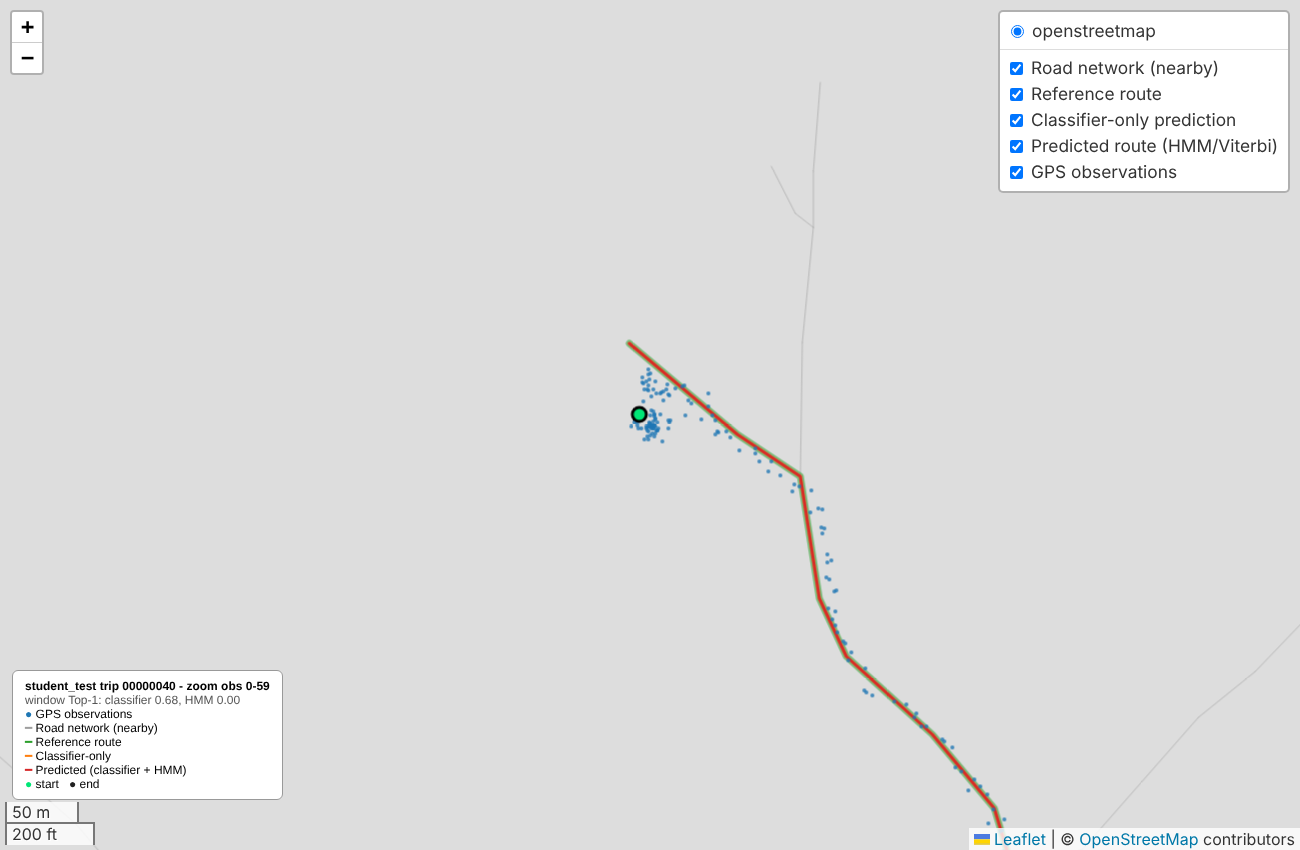 +
−
openstreetmap
Road network (nearby)
Reference route
Classifier-only prediction
Predicted route (HMM/Viterbi)
GPS observations
student_test trip 00000040 - zoom obs 0-59
window Top-1: classifier 0.68, HMM 0.00
GPS observations
Road network (nearby)
Reference route
Classifier-only
Predicted (classifier + HMM)
start end
50 m
200 ft
Leaflet | © OpenStreetMap contributors